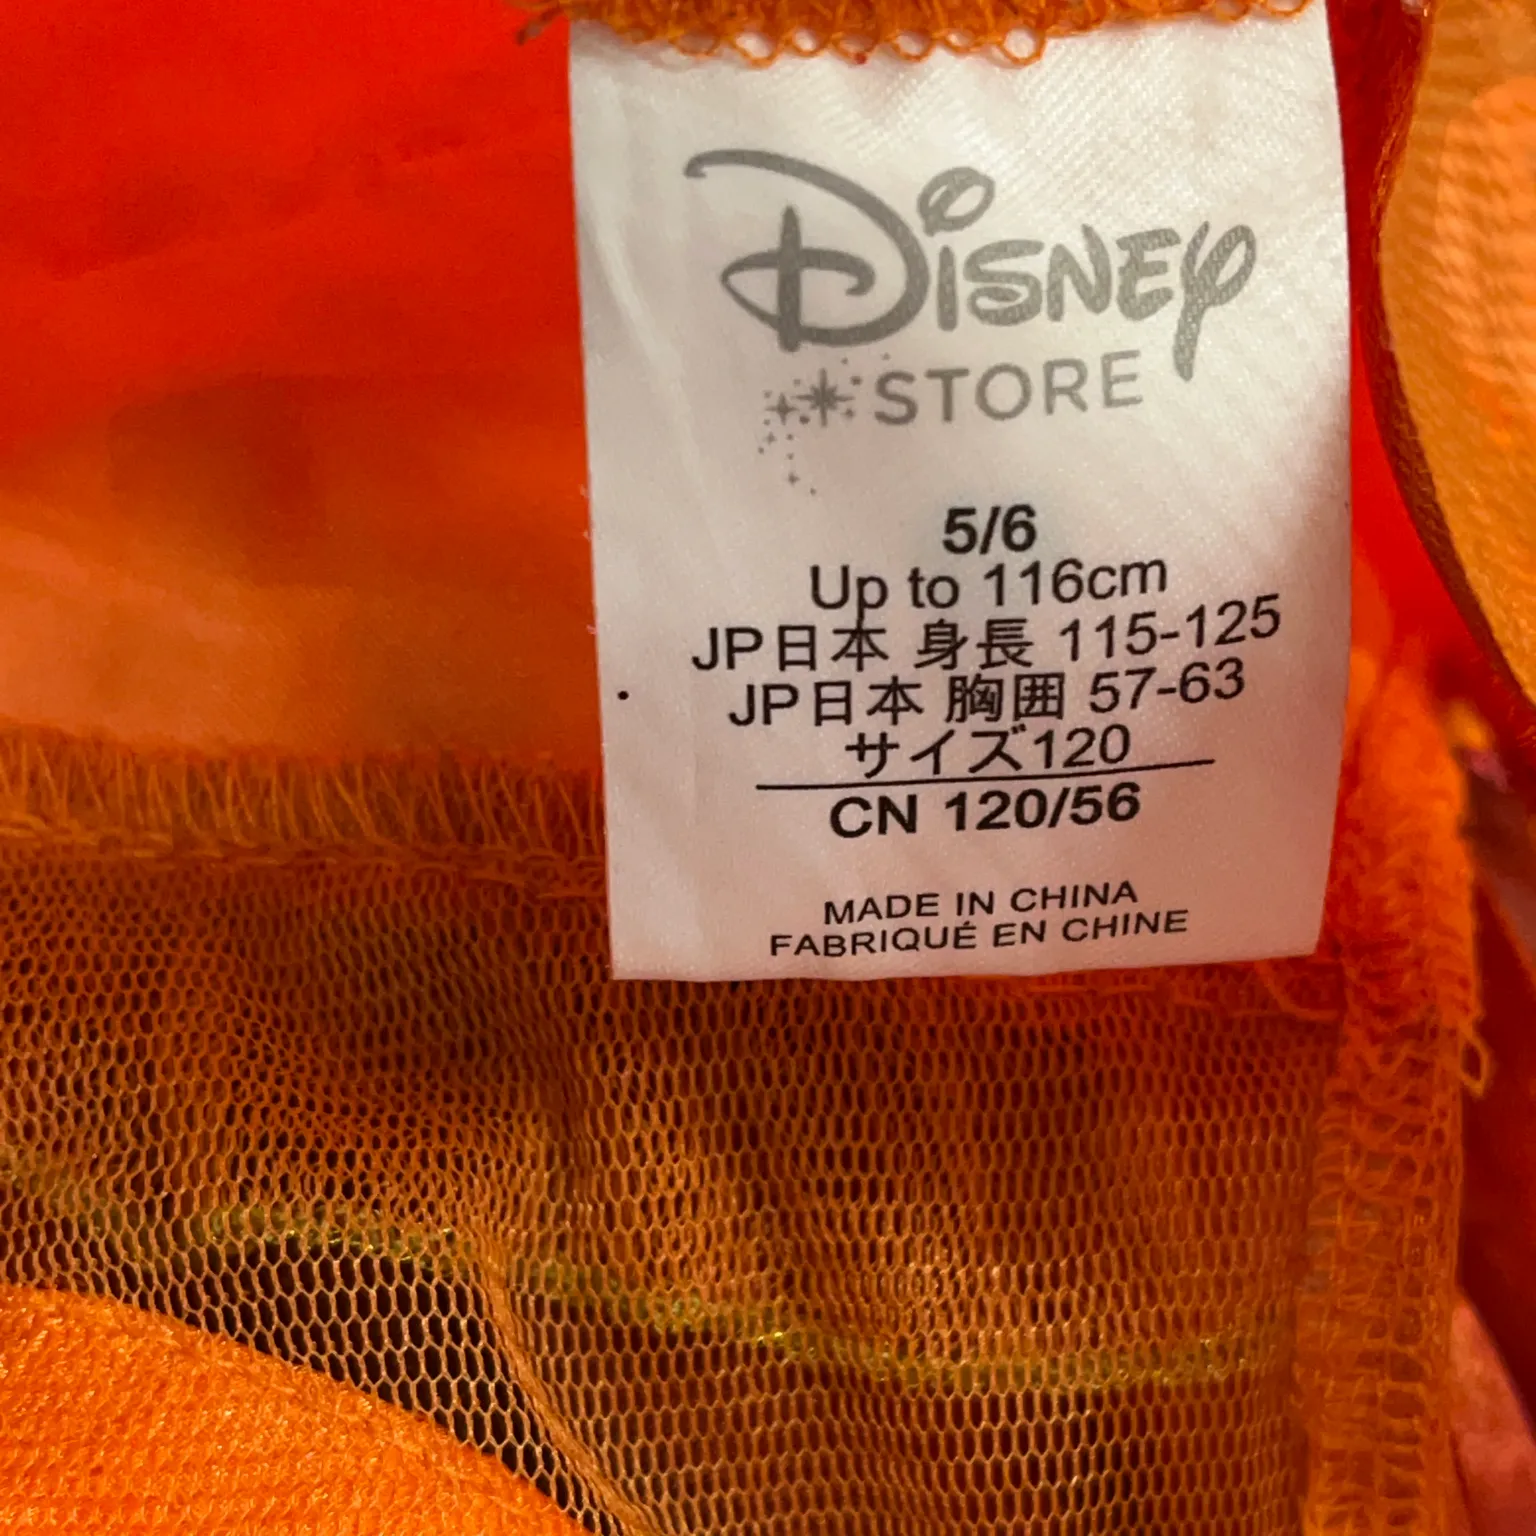 Disney
STORE
5/6
Up to 116cm
JP日本 身長 115-125
JP日本 胸囲 57-63
サイズ120
CN 120/56
MADE IN CHINA
FABRIQUÉ EN CHINE